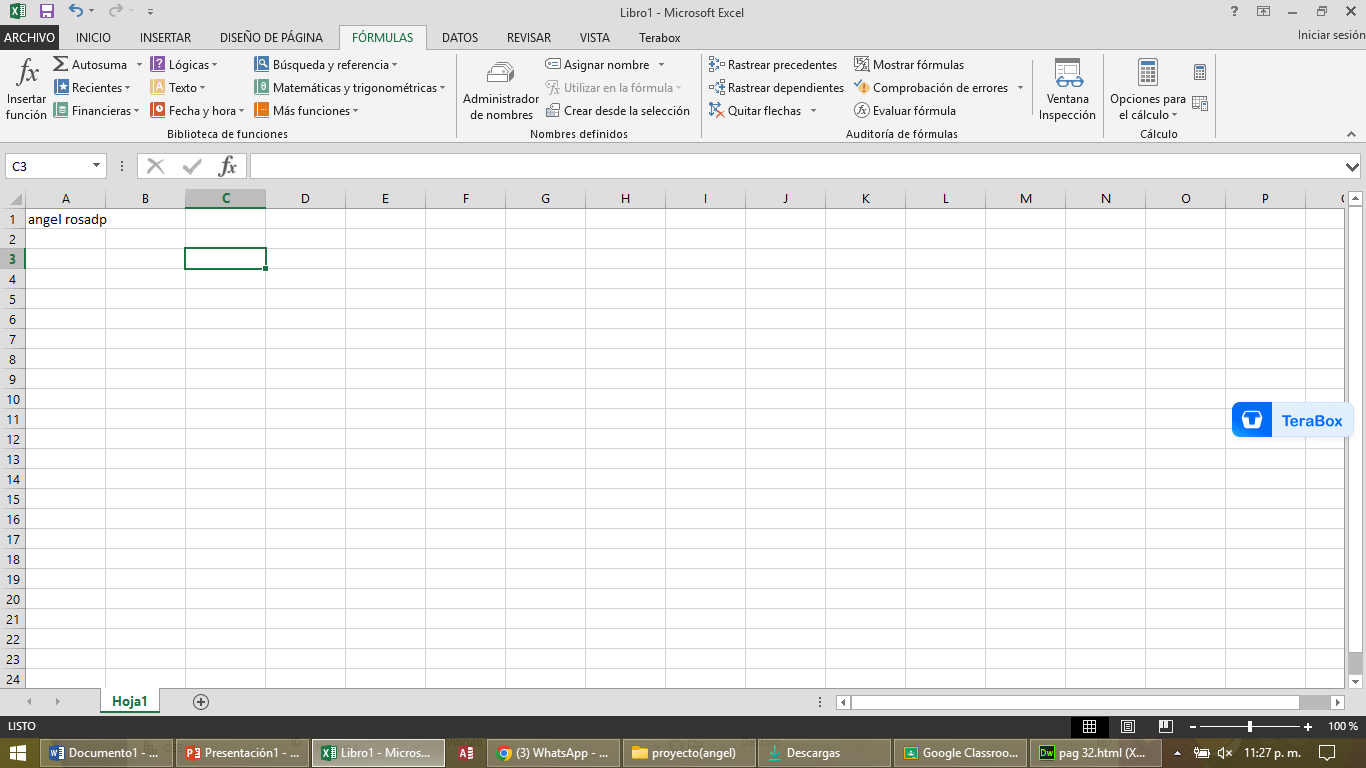 Libro1 - Microsoft Excel
?
ARCHIVO INICIO INSERTAR DISEÑO DE PÁGINA FÓRMULAS DATOS REVISAR VISTA Terabox Iniciar sesión
fx Insertar función
Autosuma Lógicas Búsqueda y referencia
Recientes Texto Matemáticas y trigonométricas
Financieras Fecha y hora Más funciones
Biblioteca de funciones
Administrador de nombres
Asignar nombre
Utilizar en la fórmula
Crear desde la selección
Nombres definidos
Rastrear precedentes Mostrar fórmulas
Rastrear dependientes Comprobación de errores
Quitar flechas Evaluar fórmula
Auditoría de fórmulas
Ventana Inspección
Opciones para el cálculo
Cálculo
C3 fx
A B C D E F G H I J K L M N O P
1 angel rosadp
2
3
4
5
6
7
8
9
10
11
12
13
14
15
16
17
18
19
20
21
22
23
24
TeraBox
Hoja1
LISTO 100 %
Documento1 - ... Presentación1 - ... Libro1 - Micros... (3) WhatsApp - ... proyecto(angel) Descargas Google Classroo... pag 32.html (X... 11:27 p. m.